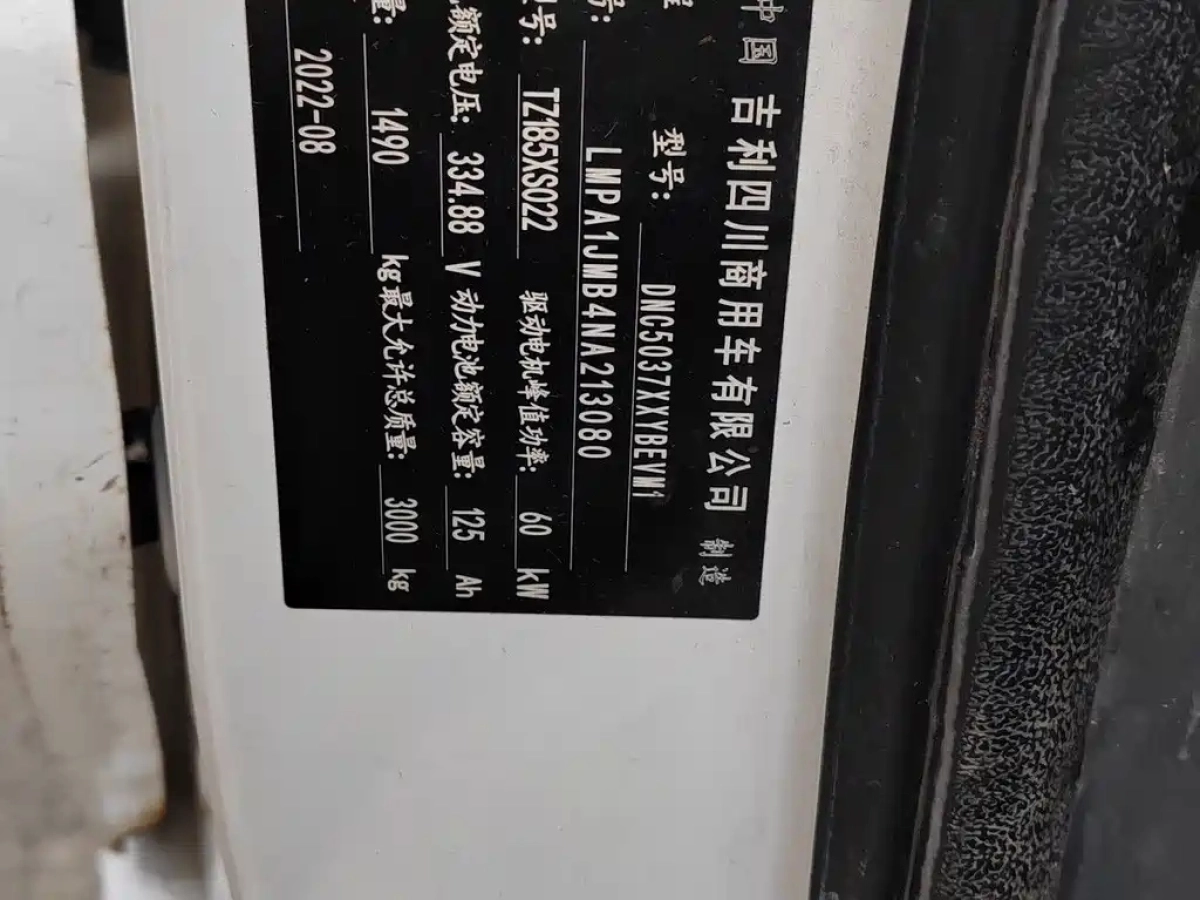 中国 吉利四川商用车有限公司 制造
型号: DNC5037XXYBEVM1
号: LMPA1JMB4NA213080
号: TZ185XS022 驱动电机峰值功率: 60 kW
额定电压: 334.88 V 动力电池额定容量: 125 Ah
量: 1490 kg 最大允许总质量: 3000 kg
2022-08